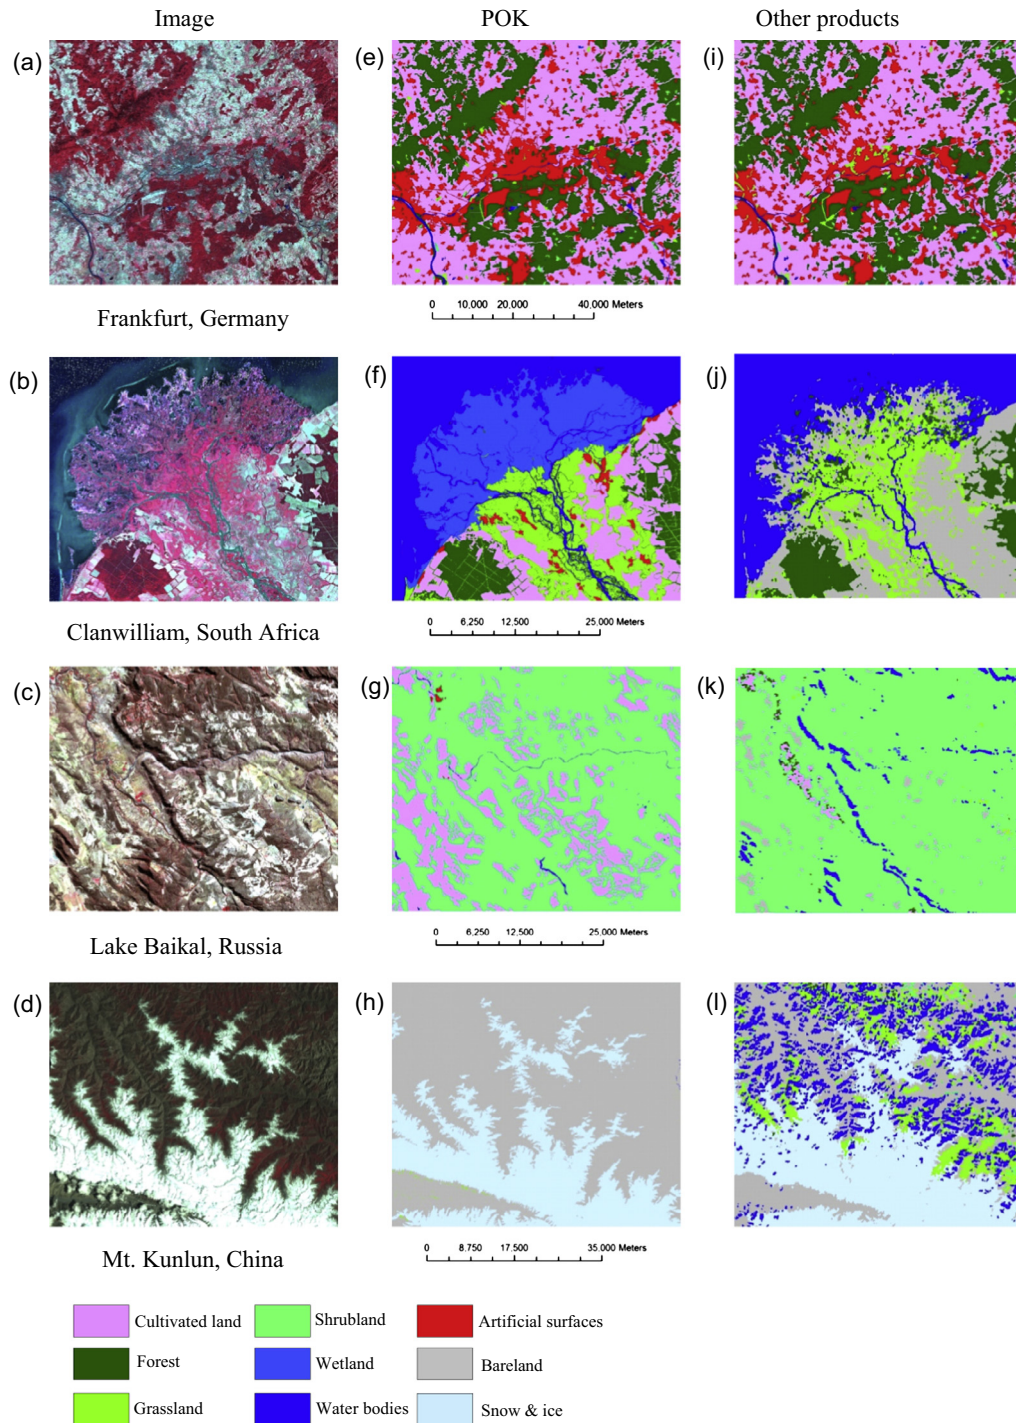 Image POK Other products
(a) (e) (i)
0 10,000 20,000 40,000 Meters
Frankfurt, Germany
(b) (f) (j)
Clanwilliam, South Africa
0 6,250 12,500 25,000 Meters
(c) (g) (k)
Lake Baikal, Russia
0 6,250 12,500 25,000 Meters
(d) (h) (l)
Mt. Kunlun, China
0 8,750 17,500 35,000 Meters
Cultivated land Shrubland Artificial surfaces
Forest Wetland Bareland
Grassland Water bodies Snow & ice